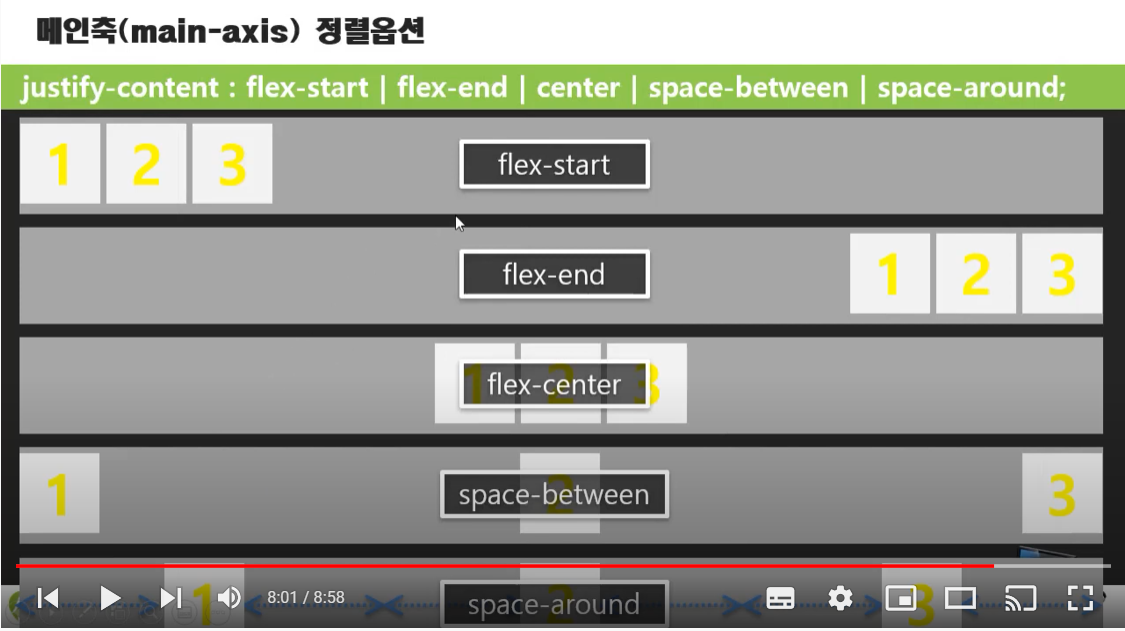 메인축(main-axis) 정렬옵션
justify-content : flex-start | flex-end | center | space-between | space-around;
1 2 3
flex-start
flex-end
1 2 3
1 2 3
flex-center
1 2 3
space-between
1 2 3
space-around
8:01 / 8:58